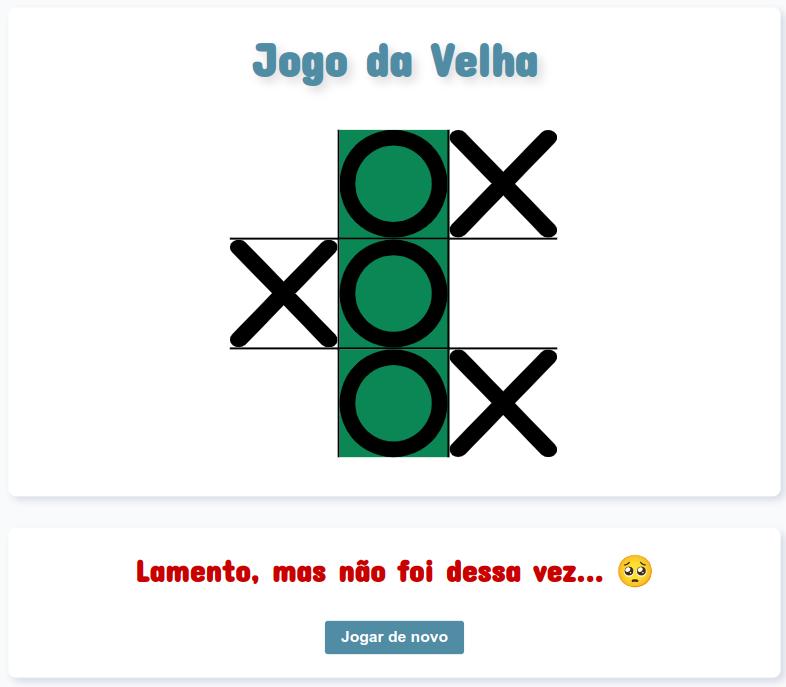 Jogo da Velha
O X
X O
O X
Lamento, mas não foi dessa vez... 🥺
Jogar de novo